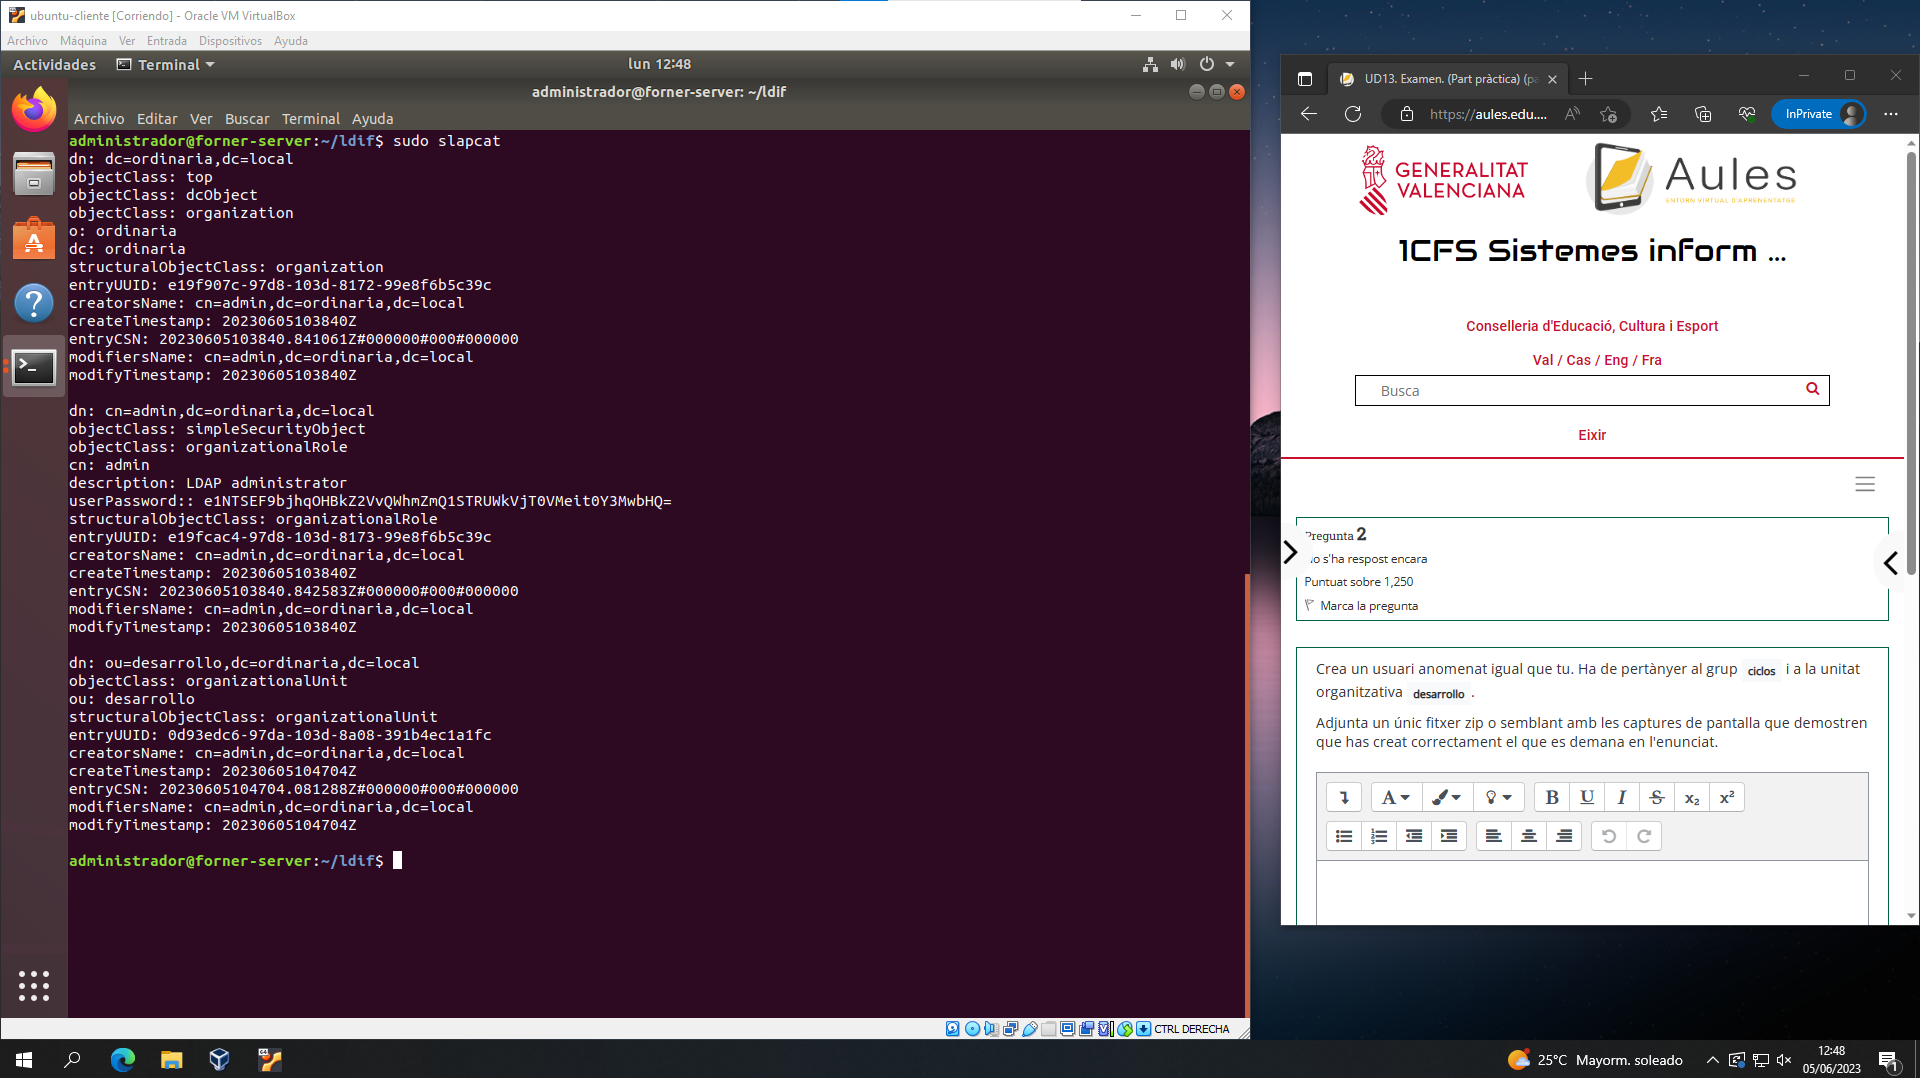 ubuntu-cliente [Corriendo] - Oracle VM VirtualBox
Archivo Máquina Ver Entrada Dispositivos Ayuda
Actividades Terminal lun 12:48
administrador@forner-server: ~/ldif
Archivo Editar Ver Buscar Terminal Ayuda
administrador@forner-server:~/ldif$ sudo slapcat
dn: dc=ordinaria,dc=local
objectClass: top
objectClass: dcObject
objectClass: organization
o: ordinaria
dc: ordinaria
structuralObjectClass: organization
entryUUID: e19f907c-97d8-103d-8172-99e8f6b5c39c
creatorsName: cn=admin,dc=ordinaria,dc=local
createTimestamp: 20230605103840Z
entryCSN: 20230605103840.841061Z#000000#000#000000
modifiersName: cn=admin,dc=ordinaria,dc=local
modifyTimestamp: 20230605103840Z
dn: cn=admin,dc=ordinaria,dc=local
objectClass: simpleSecurityObject
objectClass: organizationalRole
cn: admin
description: LDAP administrator
userPassword:: e1NTSEF9bjhqOHBkZ2VvQWhmZmQ1STRUWkVjT0VMeit0Y3MwbHQ=
structuralObjectClass: organizationalRole
entryUUID: e19fcac4-97d8-103d-8173-99e8f6b5c39c
creatorsName: cn=admin,dc=ordinaria,dc=local
createTimestamp: 20230605103840Z
entryCSN: 20230605103840.842583Z#000000#000#000000
modifiersName: cn=admin,dc=ordinaria,dc=local
modifyTimestamp: 20230605103840Z
dn: ou=desarrollo,dc=ordinaria,dc=local
objectClass: organizationalUnit
ou: desarrollo
structuralObjectClass: organizationalUnit
entryUUID: 0d93edc6-97da-103d-8a08-391b4ec1a1fc
creatorsName: cn=admin,dc=ordinaria,dc=local
createTimestamp: 20230605104704Z
entryCSN: 20230605104704.081288Z#000000#000#000000
modifiersName: cn=admin,dc=ordinaria,dc=local
modifyTimestamp: 20230605104704Z
administrador@forner-server:~/ldif$
CTRL DERECHA
UD13. Examen. (Part pràctica) (pa
https://aules.edu....
InPrivate
GENERALITAT
VALENCIANA
Aules
ENTORN VIRTUAL D'APRENENTATGE
1CFS Sistemes inform ...
Conselleria d'Educació, Cultura i Esport
Val / Cas / Eng / Fra
Busca
Eixir
Pregunta 2
o s'ha respost encara
Puntuat sobre 1,250
Marca la pregunta
Crea un usuari anomenat igual que tu. Ha de pertànyer al grup ciclos i a la unitat
organitzativa desarrollo .
Adjunta un únic fitxer zip o semblant amb les captures de pantalla que demostren
que has creat correctament el que es demana en l'enunciat.
A
B U I S x₂ x²
25°C Mayorm. soleado
12:48
05/06/2023
1